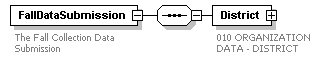 FallDataSubmission
District
The Fall Collection Data
Submission
010 ORGANIZATION
DATA - DISTRICT